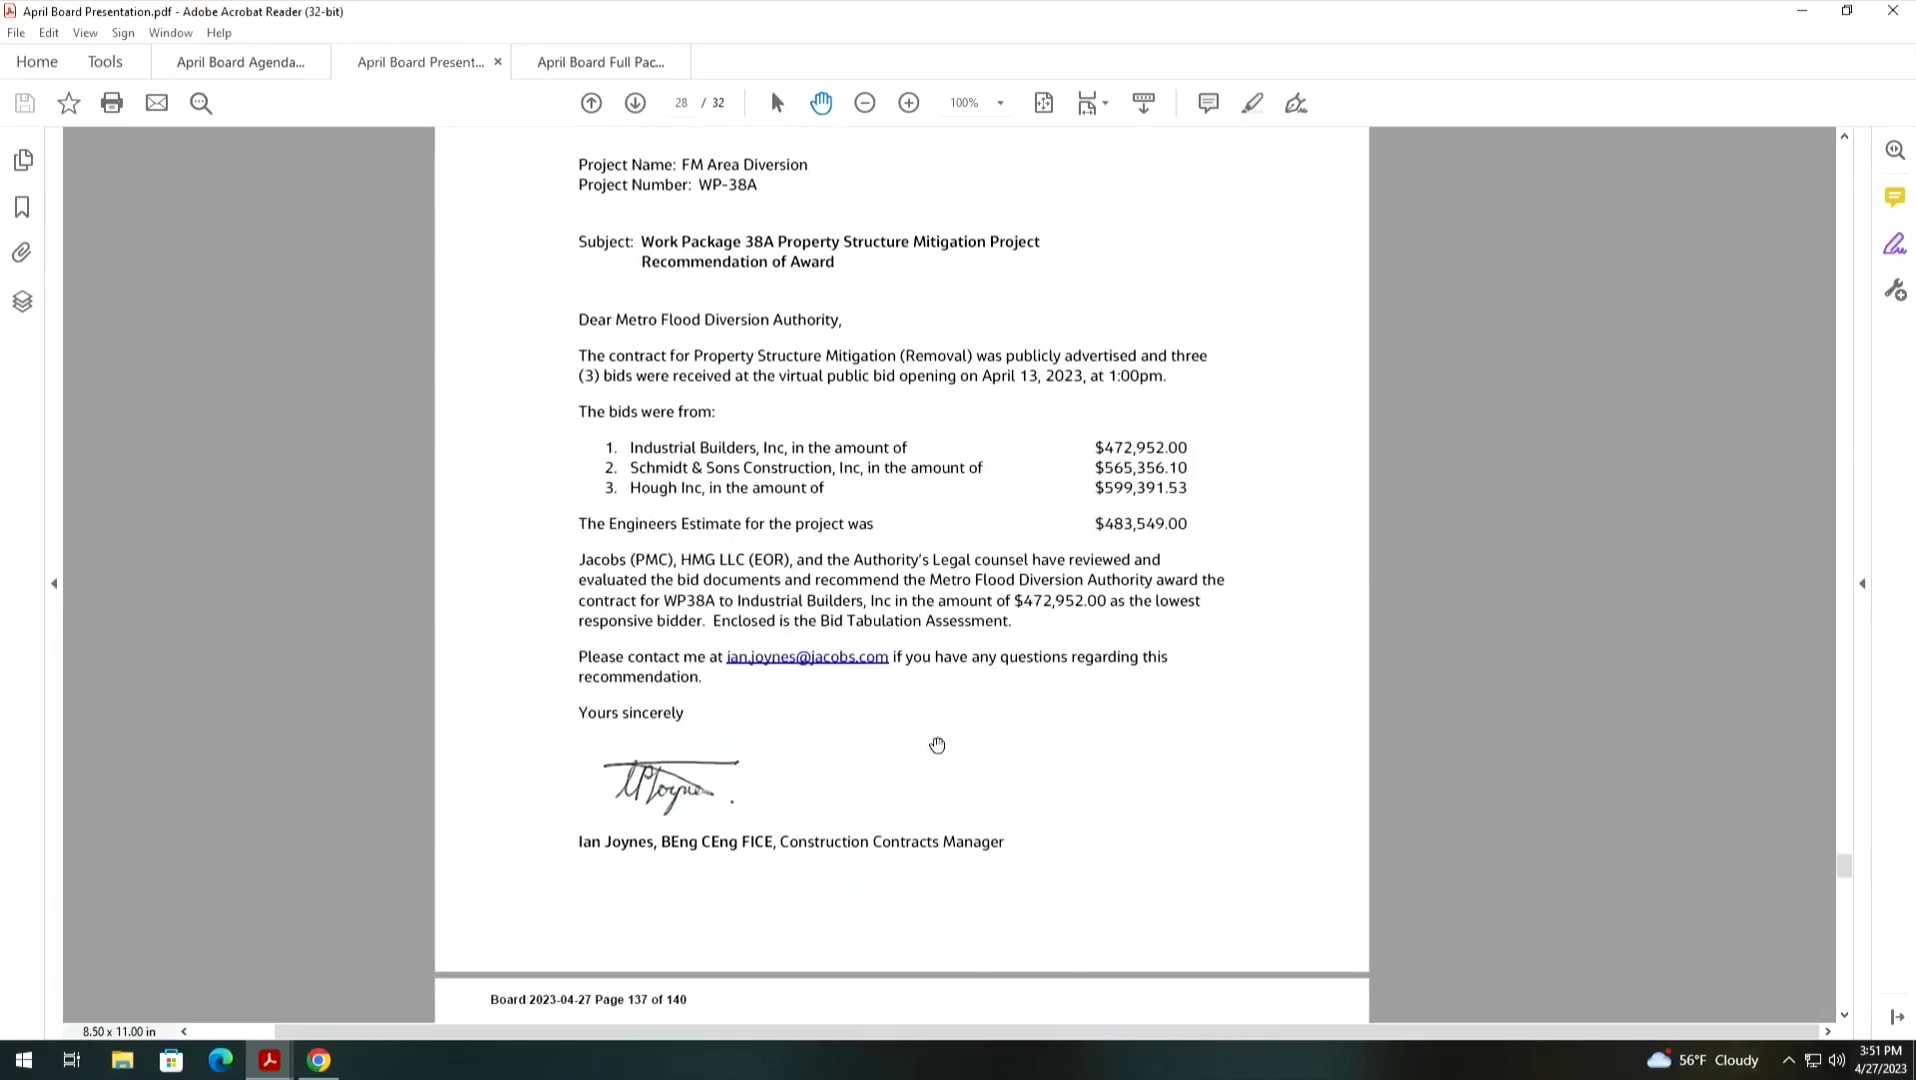 April Board Presentation.pdf - Adobe Acrobat Reader (32-bit)
File Edit View Sign Window Help
Home Tools April Board Agenda... April Board Present... × April Board Full Pac...
28 / 32 100%
Project Name: FM Area Diversion
Project Number: WP-38A
Subject: Work Package 38A Property Structure Mitigation Project
Recommendation of Award
Dear Metro Flood Diversion Authority,
The contract for Property Structure Mitigation (Removal) was publicly advertised and three
(3) bids were received at the virtual public bid opening on April 13, 2023, at 1:00pm.
The bids were from:
1. Industrial Builders, Inc, in the amount of $472,952.00
2. Schmidt & Sons Construction, Inc, in the amount of $565,356.10
3. Hough Inc, in the amount of $599,391.53
The Engineers Estimate for the project was $483,549.00
Jacobs (PMC), HMG LLC (EOR), and the Authority's Legal counsel have reviewed and
evaluated the bid documents and recommend the Metro Flood Diversion Authority award the
contract for WP38A to Industrial Builders, Inc in the amount of $472,952.00 as the lowest
responsive bidder. Enclosed is the Bid Tabulation Assessment.
Please contact me at ian.joynes@jacobs.com if you have any questions regarding this
recommendation.
Yours sincerely
Ian Joynes, BEng CEng FICE, Construction Contracts Manager
Board 2023-04-27 Page 137 of 140
8.50 x 11.00 in
56°F Cloudy
3:51 PM
4/27/2023